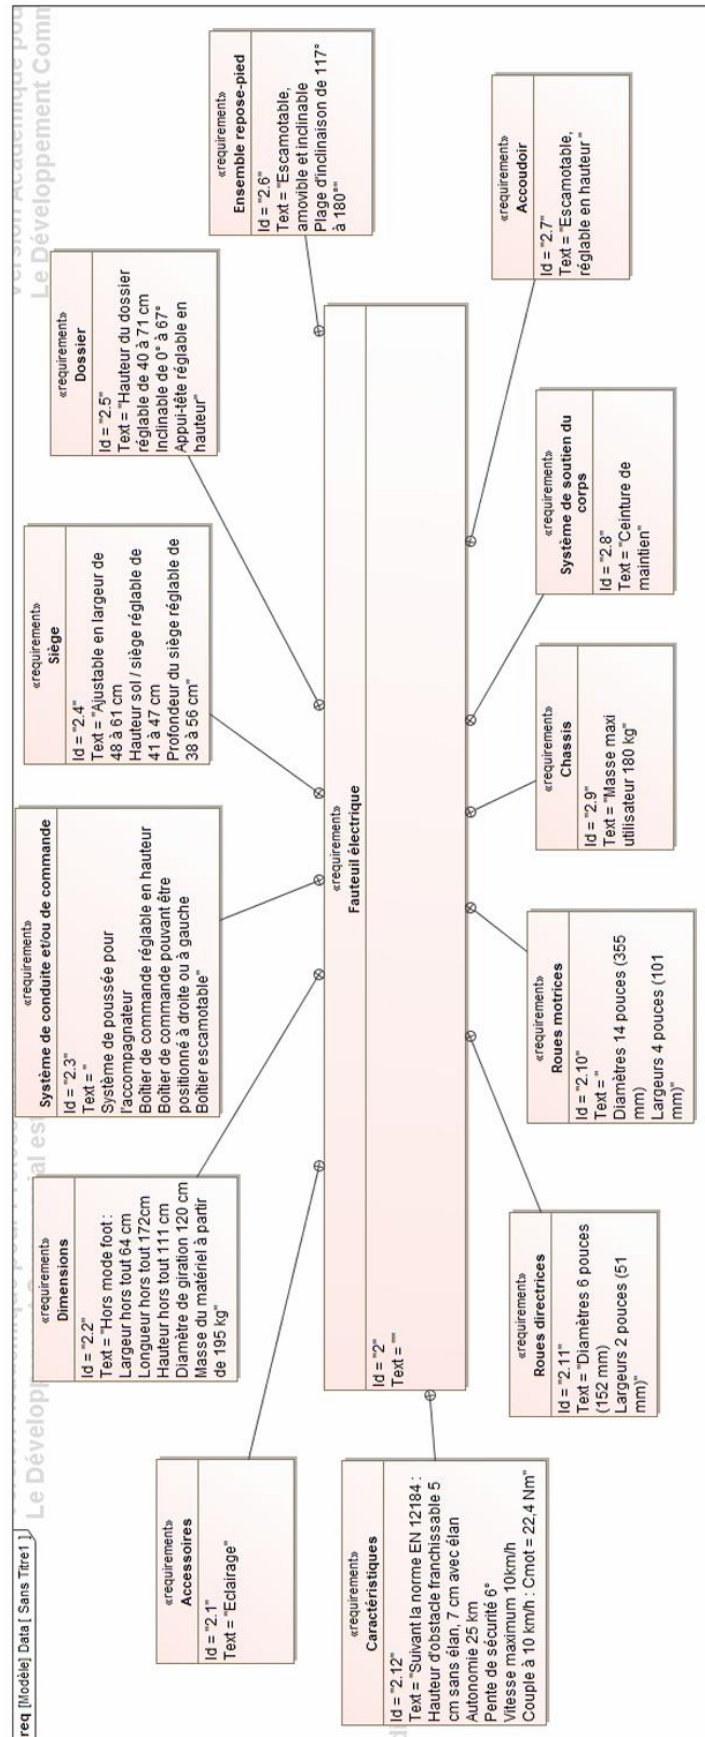 req [Modèle] Data [ Sans Titre1 ]
Le Développement Comm
«requirement»
Accessoires
Id = "2.1"
Text = "Eclairage"
«requirement»
Dimensions
Id = "2.2"
Text = "Hors mode foot :
Largeur hors tout 64 cm
Longueur hors tout 172cm
Hauteur hors tout 111 cm
Diamètre de giration 120 cm
Masse du matériel à partir
de 195 kg"
«requirement»
Système de conduite et/ou de commande
Id = "2.3"
Text = "
Système de poussée pour
l'accompagnateur
Boîtier de commande réglable en hauteur
Boîtier de commande pouvant être
positionné à droite ou à gauche
Boîtier escamotable"
«requirement»
Siège
Id = "2.4"
Text = "Ajustable en largeur de
48 à 61 cm
Hauteur sol / siège réglable de
41 à 47 cm
Profondeur du siège réglable de
38 à 56 cm"
«requirement»
Dossier
Id = "2.5"
Text = "Hauteur du dossier
réglable de 40 à 71 cm
Inclinable de 0° à 67°
Appui-tête réglable en
hauteur"
«requirement»
Ensemble repose-pied
Id = "2.6"
Text = "Escamotable,
amovible et inclinable
Plage d'inclinaison de 117°
à 180°"
«requirement»
Fauteuil électrique
Id = "2"
Text = ""
«requirement»
Caractéristiques
Id = "2.12"
Text = "Suivant la norme EN 12184 :
Hauteur d'obstacle franchissable 5
cm sans élan, 7 cm avec élan
Autonomie 25 km
Pente de sécurité 6°
Vitesse maximum 10km/h
Couple à 10 km/h : Cmot = 22,4 Nm"
«requirement»
Roues directrices
Id = "2.11"
Text = "Diamètres 6 pouces
(152 mm)
Largeurs 2 pouces (51
mm)"
«requirement»
Roues motrices
Id = "2.10"
Text = "
Diamètres 14 pouces (355
mm)
Largeurs 4 pouces (101
mm)"
«requirement»
Chassis
Id = "2.9"
Text = "Masse maxi
utilisateur 180 kg"
«requirement»
Système de soutien du
corps
Id = "2.8"
Text = "Ceinture de
maintien"
«requirement»
Accoudoir
Id = "2.7"
Text = "Escamotable,
réglable en hauteur "